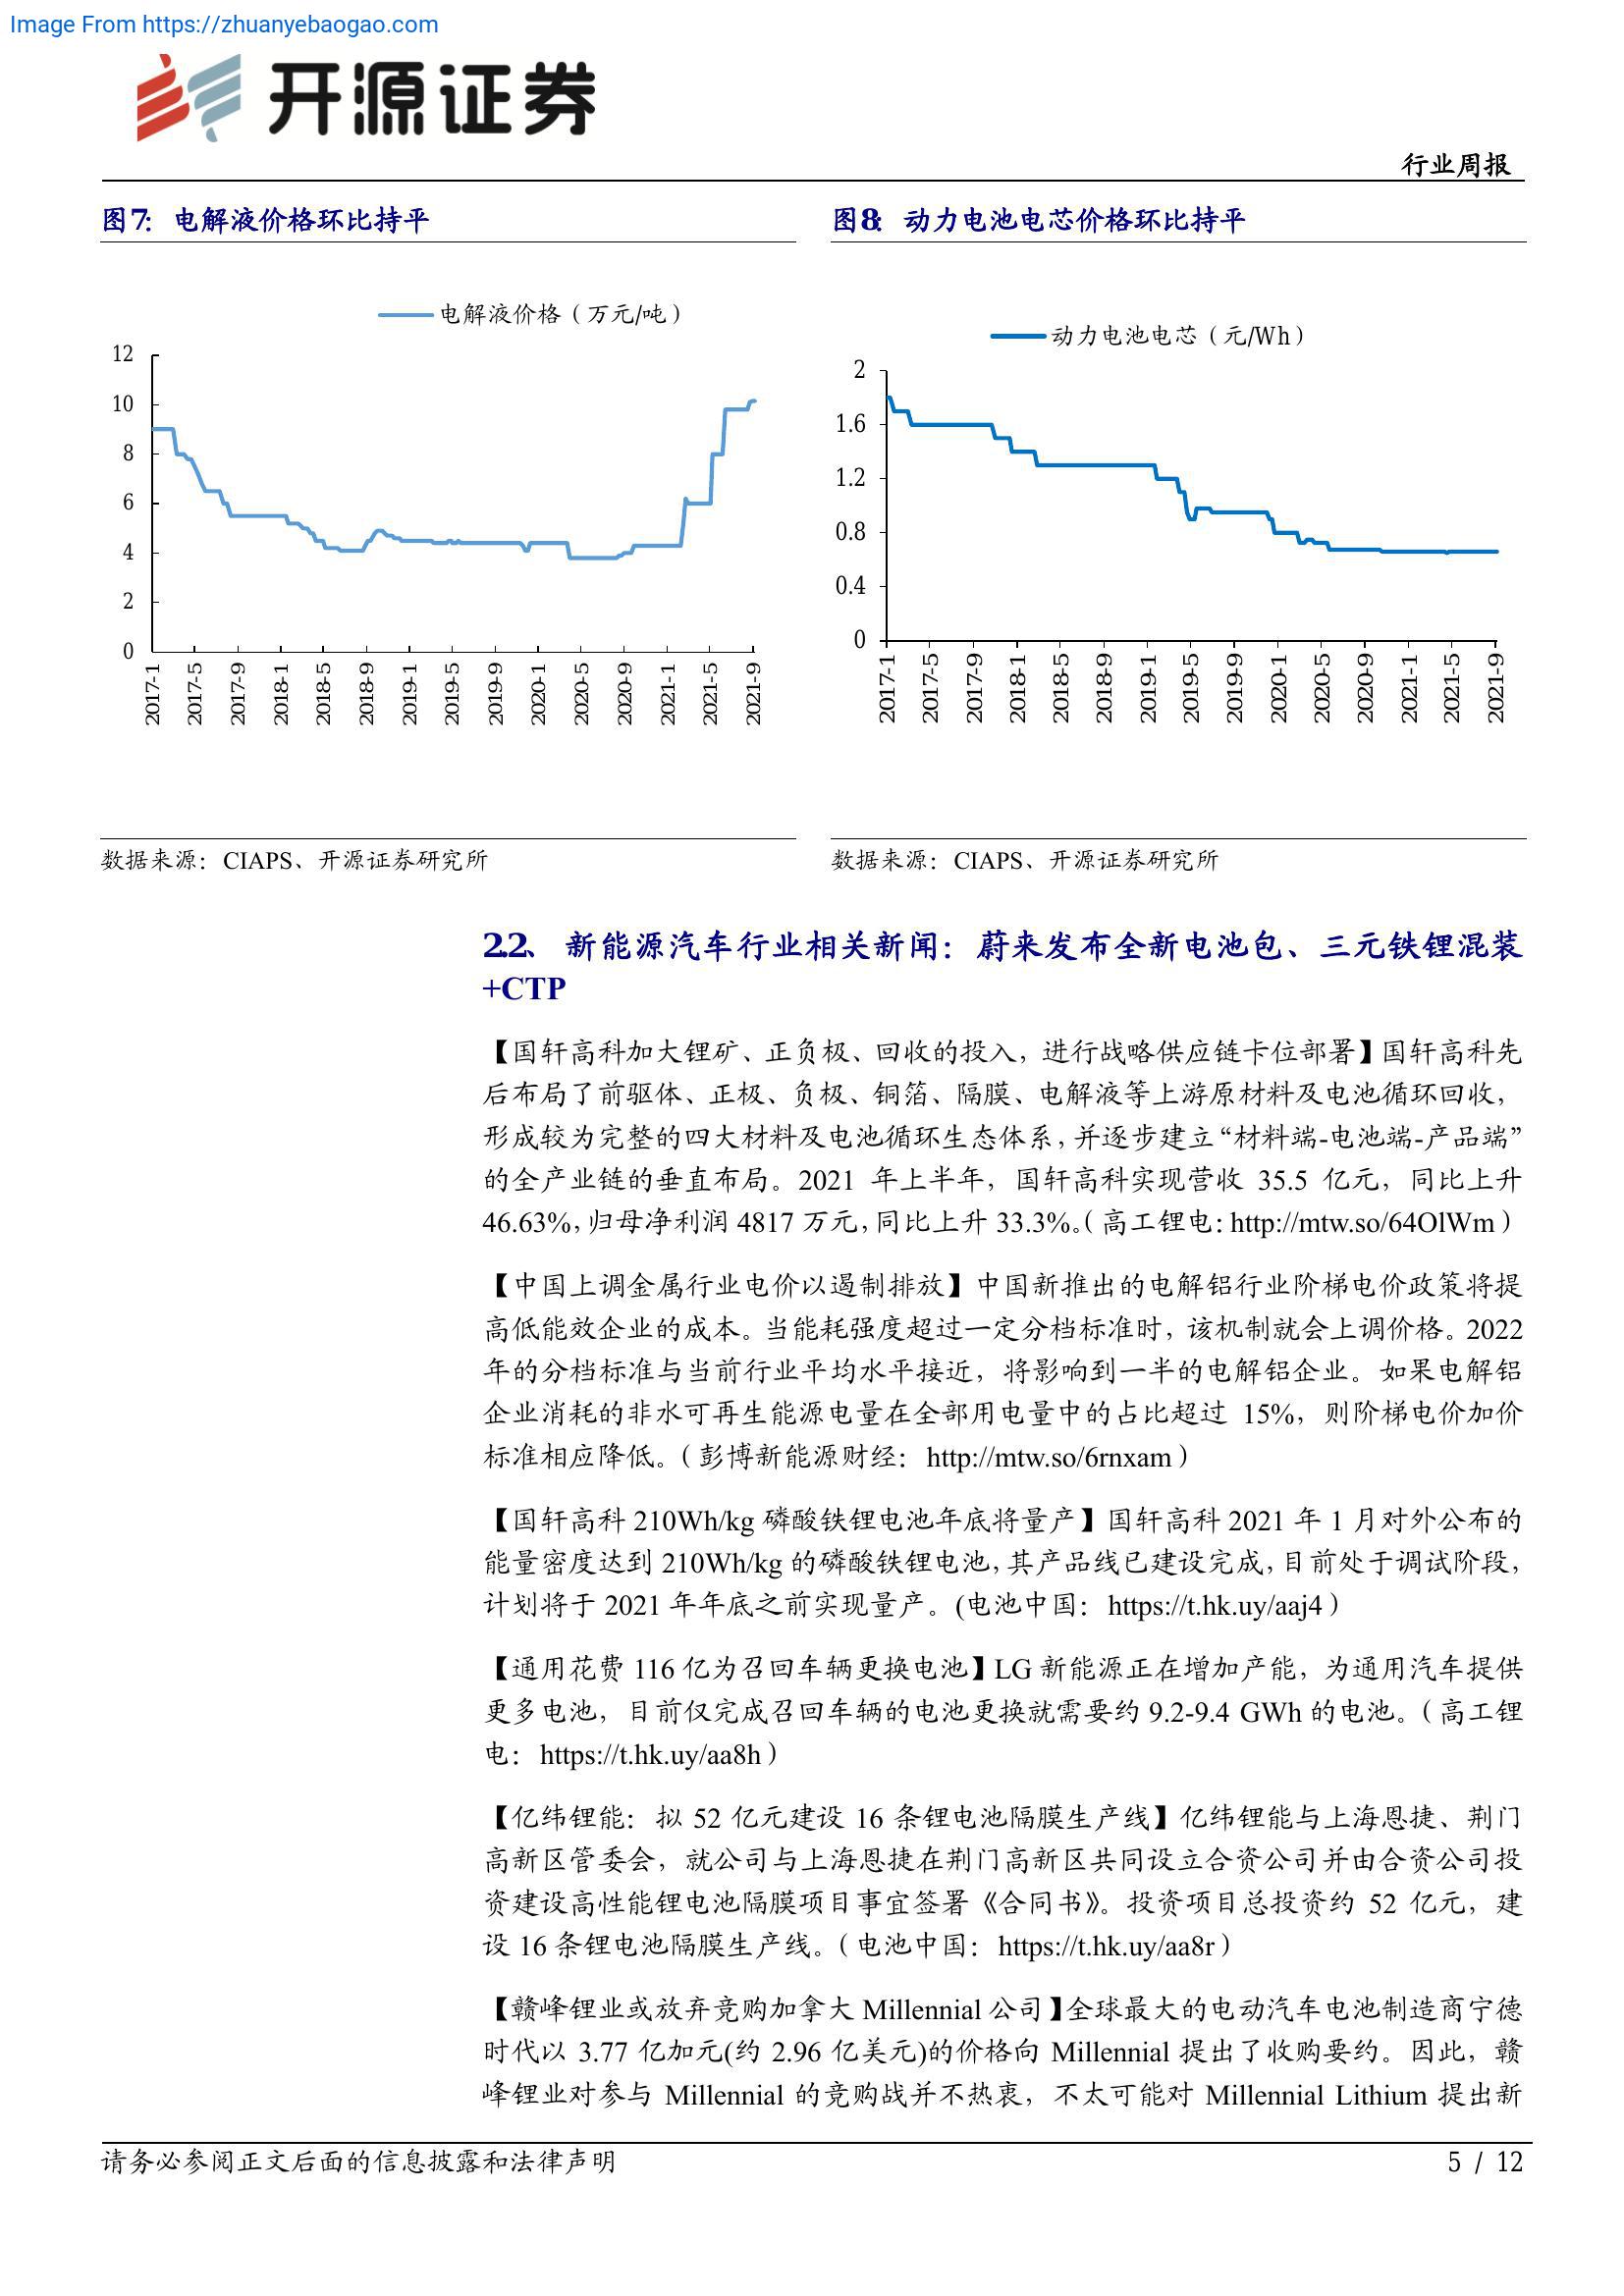 Image From https://zhuanyebaogao.com
开源证券
行业周报
图7： 电解液价格环比持平
电解液价格（万元/吨）
12
10
8
6
4
2
0
2017-1
2017-5
2017-9
2018-1
2018-5
2018-9
2019-1
2019-5
2019-9
2020-1
2020-5
2020-9
2021-1
2021-5
2021-9
数据来源：CIAPS、开源证券研究所
图8： 动力电池电芯价格环比持平
动力电池电芯（元/Wh）
2
1.6
1.2
0.8
0.4
0
2017-1
2017-5
2017-9
2018-1
2018-5
2018-9
2019-1
2019-5
2019-9
2020-1
2020-5
2020-9
2021-1
2021-5
2021-9
数据来源：CIAPS、开源证券研究所
2.2、 新能源汽车行业相关新闻：蔚来发布全新电池包、三元铁锂混装
+CTP
【国轩高科加大锂矿、正负极、回收的投入，进行战略供应链卡位部署】国轩高科先
后布局了前驱体、正极、负极、铜箔、隔膜、电解液等上游原材料及电池循环回收，
形成较为完整的四大材料及电池循环生态体系，并逐步建立“材料端-电池端-产品端”
的全产业链的垂直布局。2021 年上半年，国轩高科实现营收 35.5 亿元，同比上升
46.63%，归母净利润 4817 万元，同比上升 33.3%。（高工锂电：http://mtw.so/64OlWm）
【中国上调金属行业电价以遏制排放】中国新推出的电解铝行业阶梯电价政策将提
高低能效企业的成本。当能耗强度超过一定分档标准时，该机制就会上调价格。2022
年的分档标准与当前行业平均水平接近，将影响到一半的电解铝企业。如果电解铝
企业消耗的非水可再生能源电量在全部用电量中的占比超过 15%，则阶梯电价加价
标准相应降低。（彭博新能源财经：http://mtw.so/6rnxam）
【国轩高科 210Wh/kg 磷酸铁锂电池年底将量产】国轩高科 2021 年 1 月对外公布的
能量密度达到 210Wh/kg 的磷酸铁锂电池，其产品线已建设完成，目前处于调试阶段，
计划将于 2021 年年底之前实现量产。(电池中国：https://t.hk.uy/aaj4）
【通用花费 116 亿为召回车辆更换电池】LG 新能源正在增加产能，为通用汽车提供
更多电池，目前仅完成召回车辆的电池更换就需要约 9.2-9.4 GWh 的电池。（高工锂
电：https://t.hk.uy/aa8h）
【亿纬锂能：拟 52 亿元建设 16 条锂电池隔膜生产线】亿纬锂能与上海恩捷、荆门
高新区管委会，就公司与上海恩捷在荆门高新区共同设立合资公司并由合资公司投
资建设高性能锂电池隔膜项目事宜签署《合同书》。投资项目总投资约 52 亿元，建
设 16 条锂电池隔膜生产线。（电池中国：https://t.hk.uy/aa8r）
【赣峰锂业或放弃竞购加拿大 Millennial 公司】全球最大的电动汽车电池制造商宁德
时代以 3.77 亿加元(约 2.96 亿美元)的价格向 Millennial 提出了收购要约。因此，赣
峰锂业对参与 Millennial 的竞购战并不热衷，不太可能对 Millennial Lithium 提出新
请务必参阅正文后面的信息披露和法律声明
5 / 12